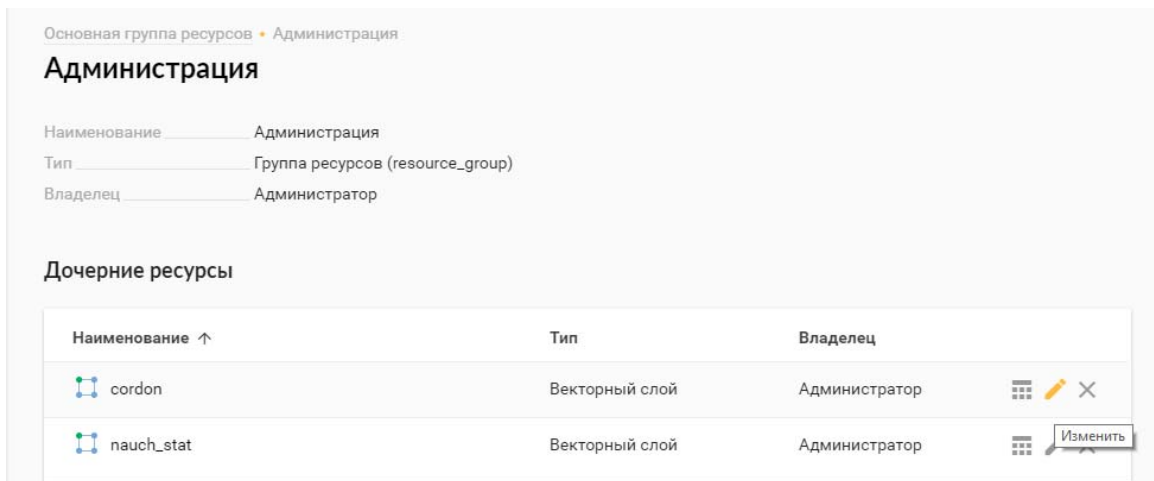 Основная группа ресурсов • Администрация
Администрация
Наименование Администрация
Тип Группа ресурсов (resource_group)
Владелец Администратор
Дочерние ресурсы
Наименование ↑ Тип Владелец
cordon Векторный слой Администратор
Изменить
nauch_stat Векторный слой Администратор